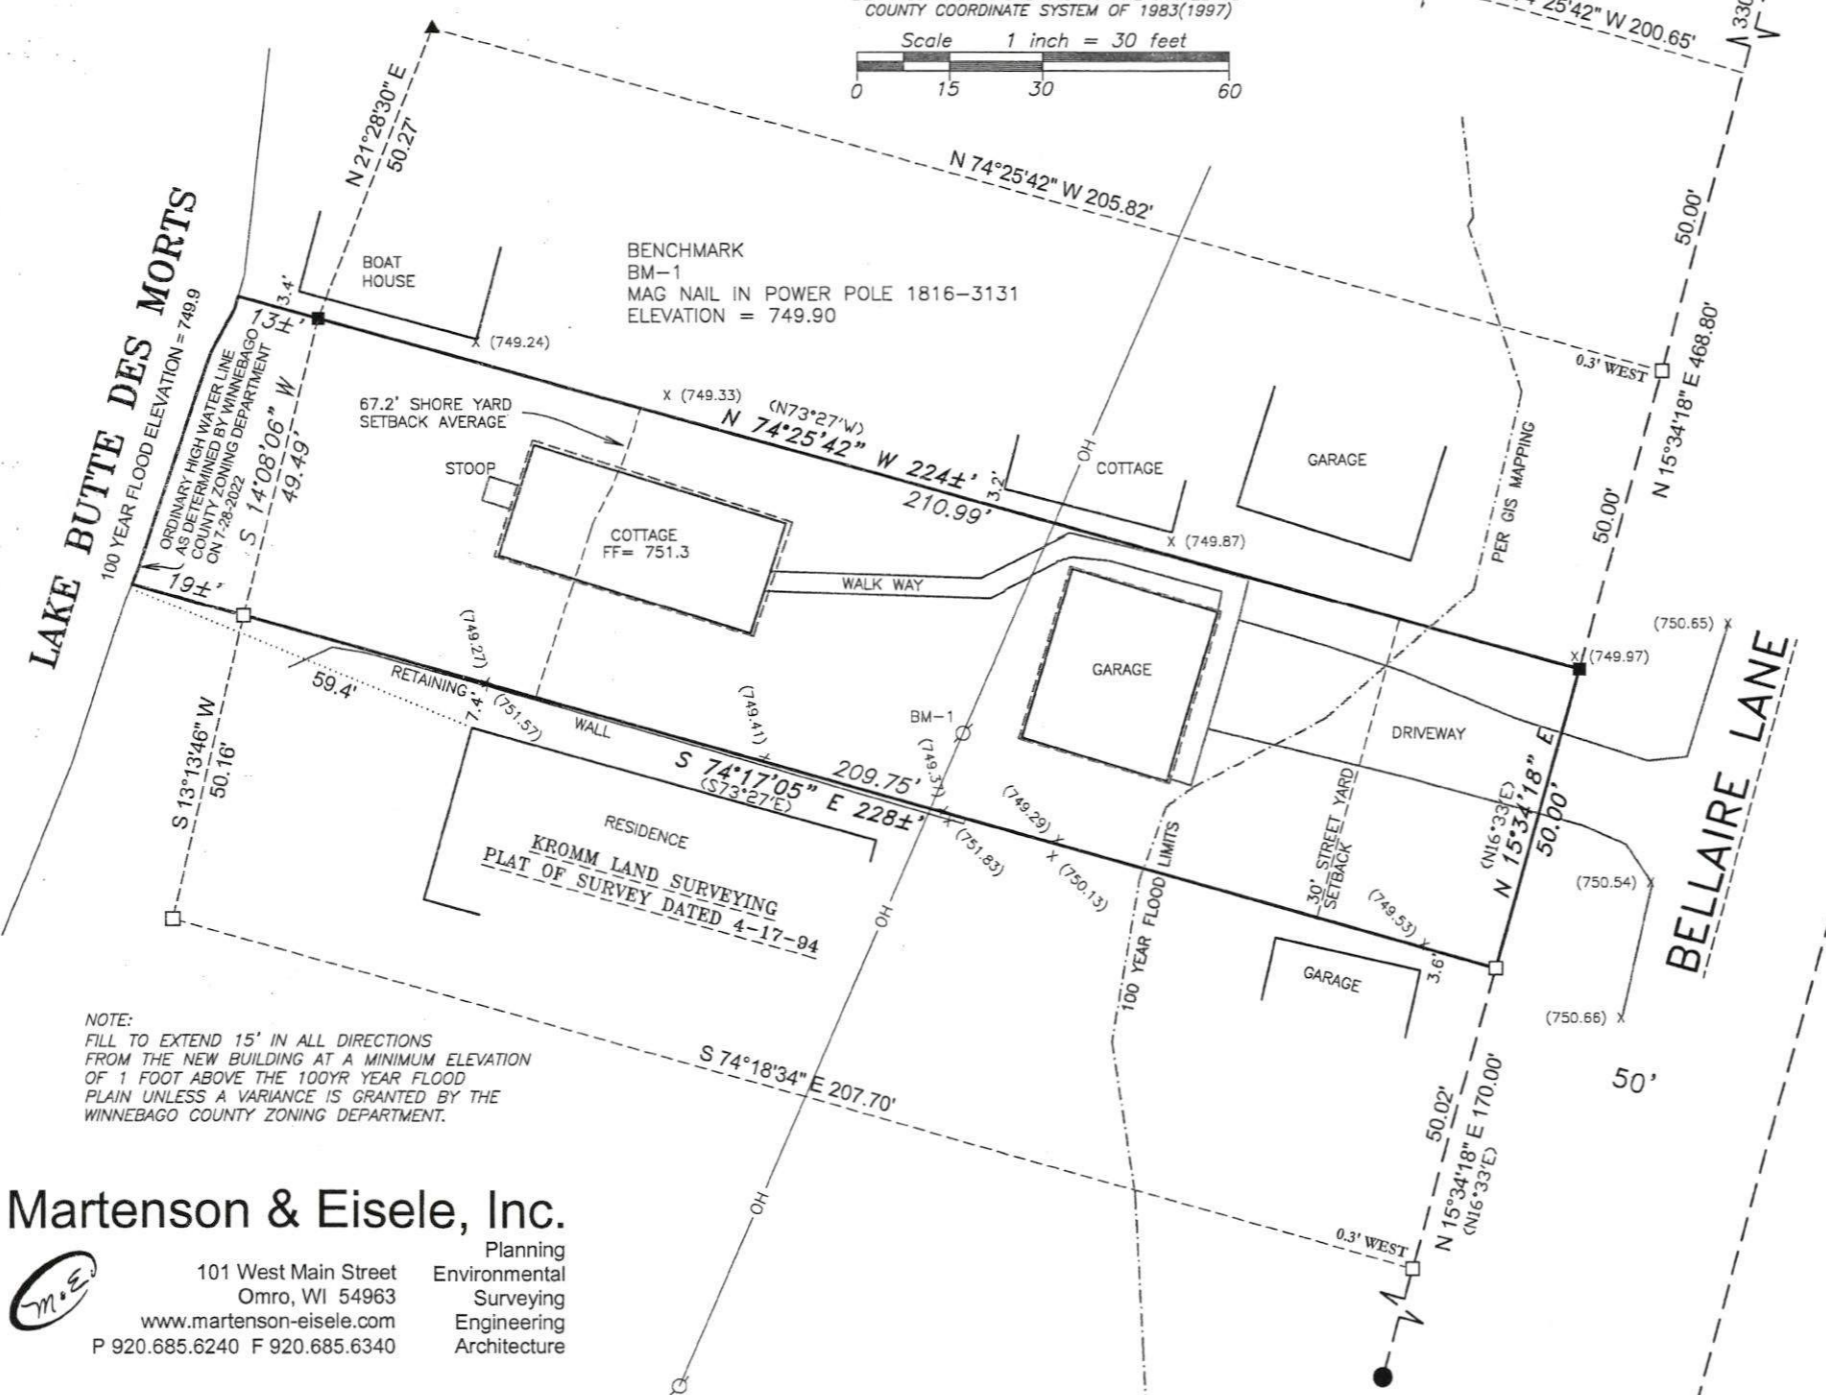 COUNTY COORDINATE SYSTEM OF 1983(1997)
Scale 1 inch = 30 feet
0 15 30 60
25'42" W 200.65'
330
N 21°28'30" E
50.27'
N 74°25'42" W 205.82'
50.00'
N 15°34'18" E 468.80'
0.3' WEST
BOAT
HOUSE
3.4'
13±'
(749.24)
BENCHMARK
BM-1
MAG NAIL IN POWER POLE 1816-3131
ELEVATION = 749.90
LAKE BUTTE DES MORTS
100 YEAR FLOOD ELEVATION = 749.9
ORDINARY HIGH WATER LINE
AS DETERMINED BY WINNEBAGO
COUNTY ZONING DEPARTMENT
ON 7-28-2022
S 14°08'06" W
49.49'
19±'
67.2' SHORE YARD
SETBACK AVERAGE
(749.33)
(N73°27'W)
N 74°25'42" W 224±'
210.99'
3.2'
OH
COTTAGE
GARAGE
(749.87)
PER GIS MAPPING
50.00'
STOOP
COTTAGE
FF= 751.3
WALK WAY
GARAGE
(750.65)
(749.97)
BELLAIRE LANE
DRIVEWAY
30' STREET YARD
SETBACK
(N16°33'E)
N 15°34'18" E
50.00'
(749.27)
RETAINING
WALL
59.4'
7.4'
(751.57)
(749.41)
BM-1
(749.37)
209.75'
S 74°17'05" E 228±'
(S73°27'E)
(749.29)
(751.83)
(750.13)
100 YEAR FLOOD LIMITS
(749.53)
3.6'
(750.54)
(750.66)
50'
GARAGE
S 13°13'46" W
50.16'
RESIDENCE
KROMM LAND SURVEYING
PLAT OF SURVEY DATED 4-17-94
OH
NOTE:
FILL TO EXTEND 15' IN ALL DIRECTIONS
FROM THE NEW BUILDING AT A MINIMUM ELEVATION
OF 1 FOOT ABOVE THE 100YR YEAR FLOOD
PLAIN UNLESS A VARIANCE IS GRANTED BY THE
WINNEBAGO COUNTY ZONING DEPARTMENT.
S 74°18'34" E 207.70'
OH
50.02'
N 15°34'18" E 170.00'
(N16°33'E)
0.3' WEST
Martenson & Eisele, Inc.
M&E
101 West Main Street
Omro, WI 54963
www.martenson-eisele.com
P 920.685.6240 F 920.685.6340
Planning
Environmental
Surveying
Engineering
Architecture